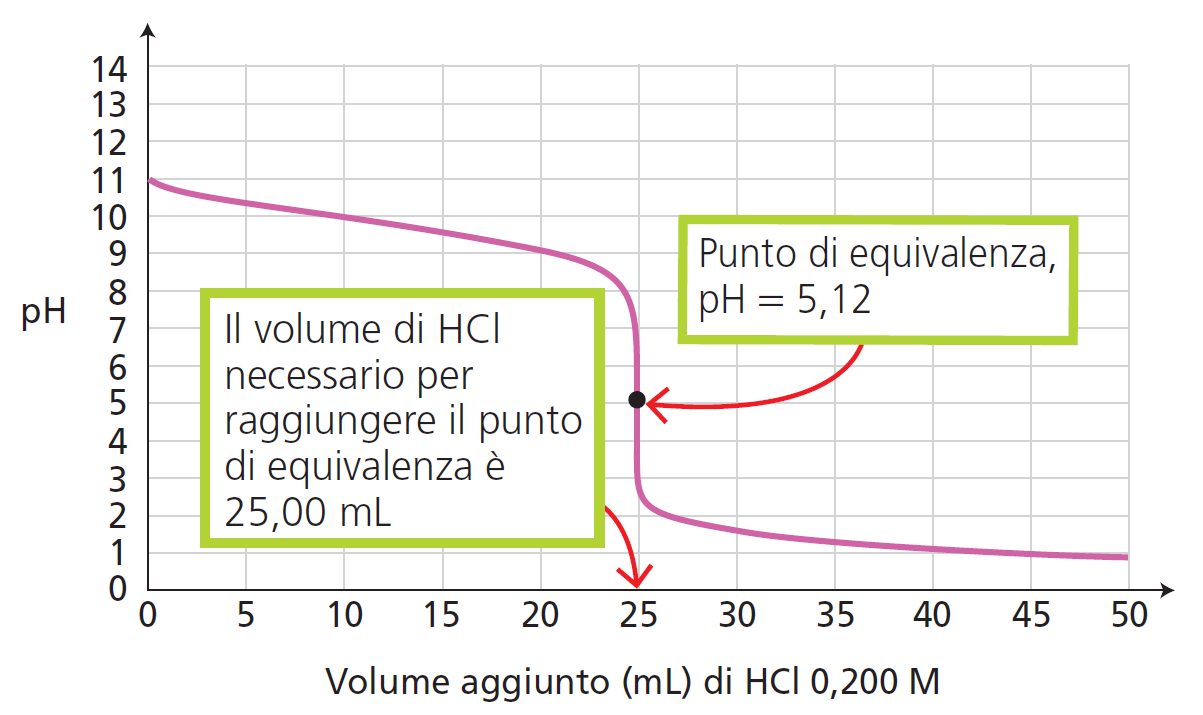 14
13
12
11
10
9
8
7
6
5
4
3
2
1
0
pH
Punto di equivalenza,
pH = 5,12
Il volume di HCl
necessario per
raggiungere il punto
di equivalenza è
25,00 mL
0 5 10 15 20 25 30 35 40 45 50
Volume aggiunto (mL) di HCl 0,200 M